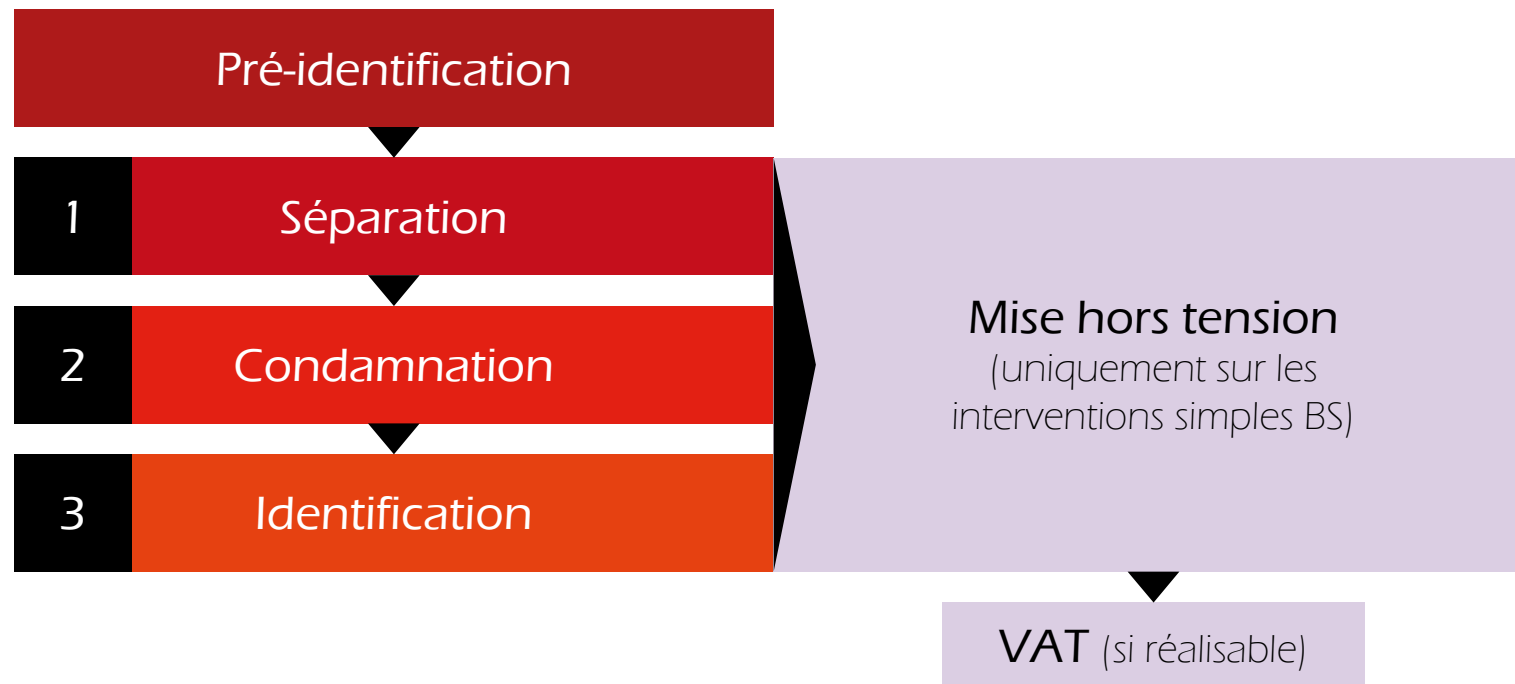 Pré-identification
1 Séparation
2 Condamnation
3 Identification
Mise hors tension
(uniquement sur les
interventions simples BS)
VAT (si réalisable)